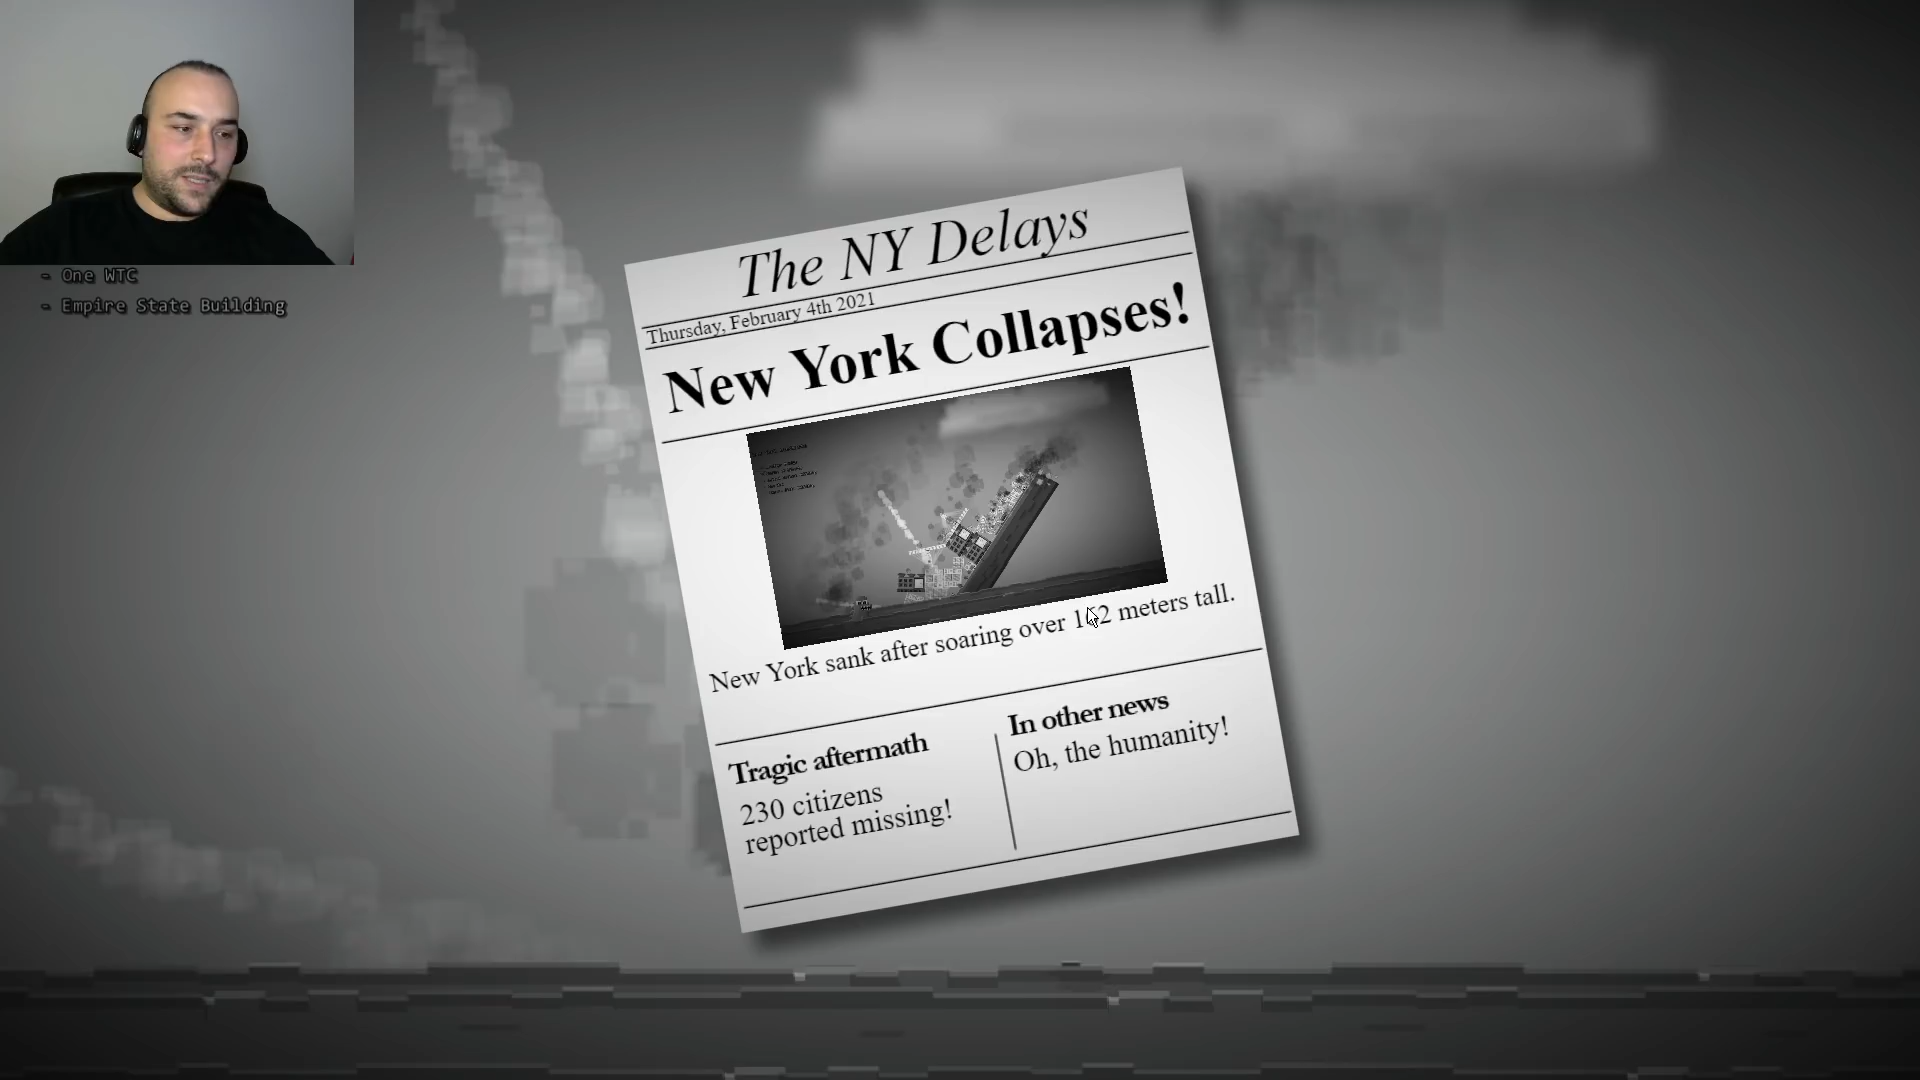 - One WTC
- Empire State Building
The NY Delays
Thursday, February 4th 2021
New York Collapses!
New York sank after soaring over meters tall.
Tragic aftermath
230 citizens
reported missing!
In other news
Oh, the humanity!